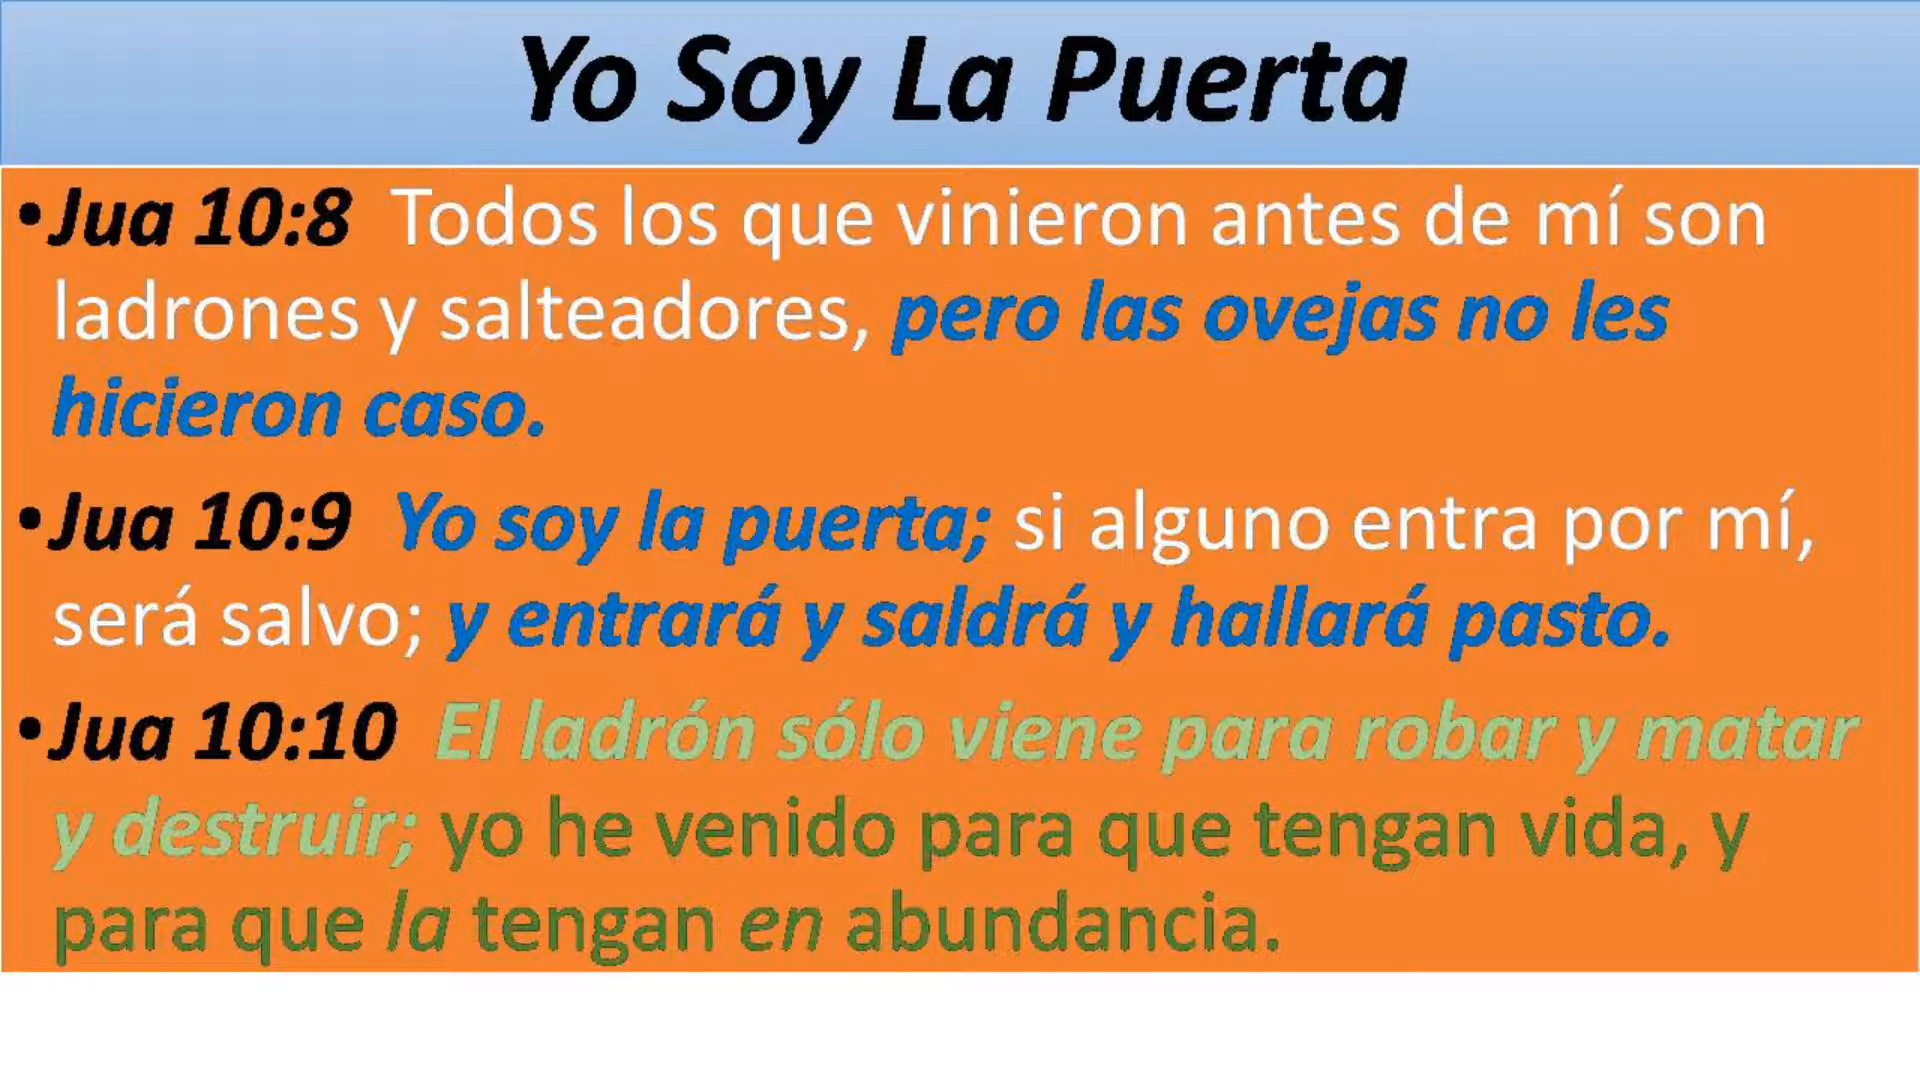 Yo Soy La Puerta
•Jua 10:8 Todos los que vinieron antes de mí son
ladrones y salteadores, pero las ovejas no les
hicieron caso.
•Jua 10:9 Yo soy la puerta; si alguno entra por mí,
será salvo; y entrará y saldrá y hallará pasto.
•Jua 10:10 El ladrón sólo viene para robar y matar
y destruir; yo he venido para que tengan vida, y
para que la tengan en abundancia.